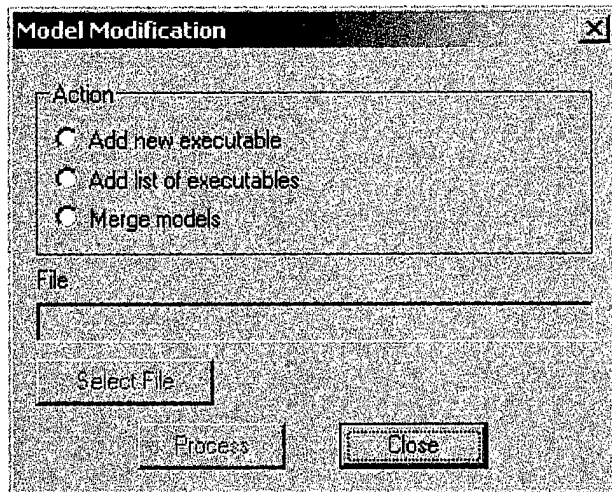 Model Modification
Action
Add new executable
Add list of executables
Merge models
File
Select File
Process
Close